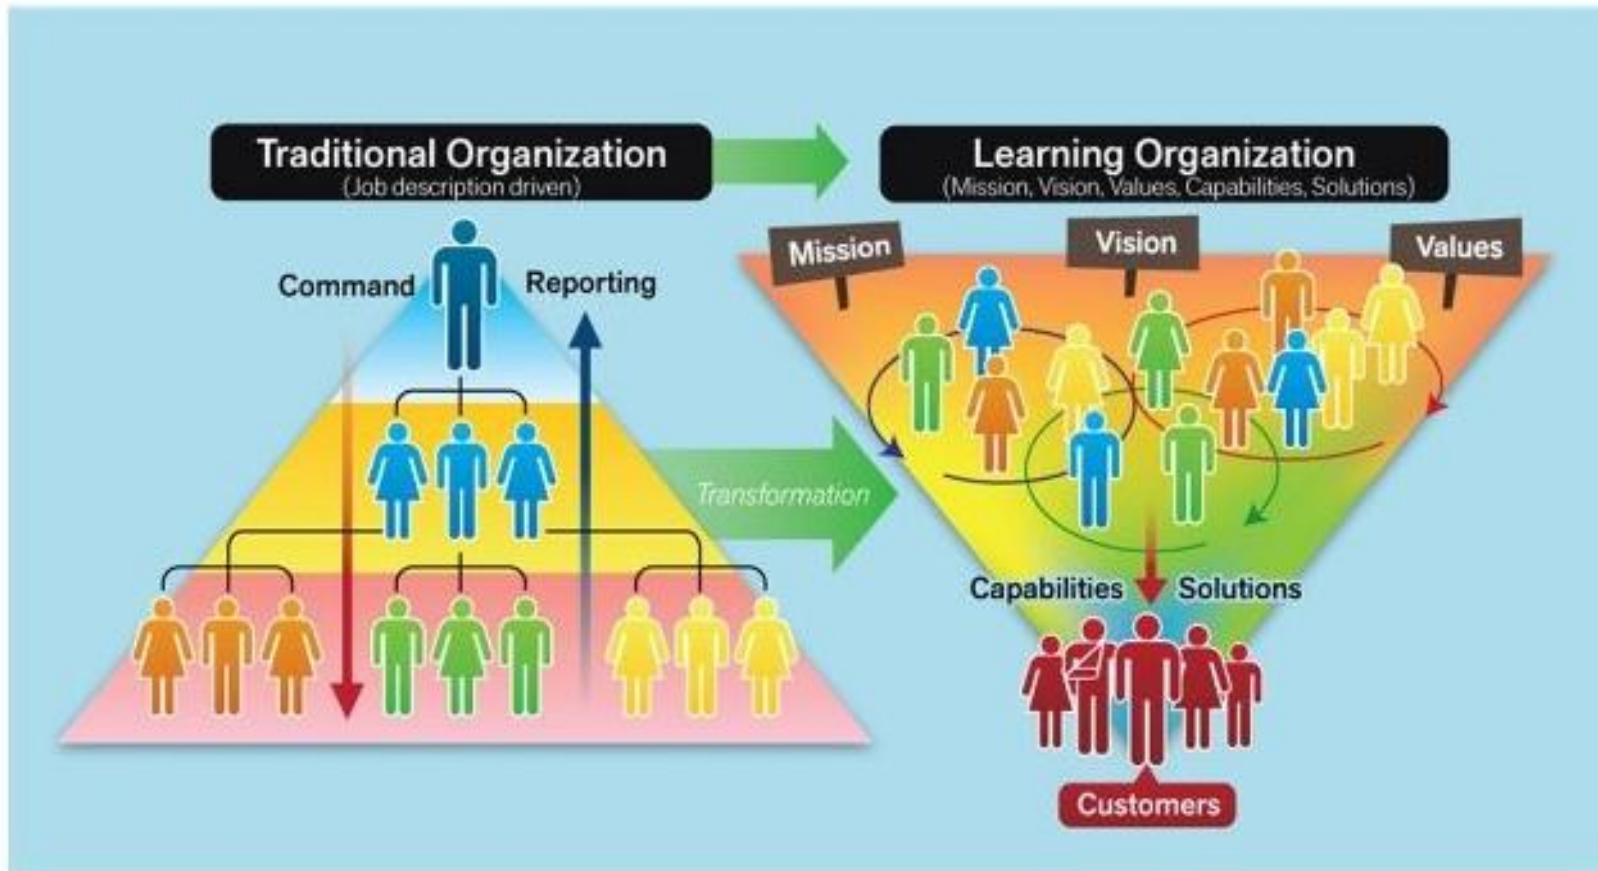 Traditional Organization
(Job description driven)
Learning Organization
(Mission, Vision, Values, Capabilities, Solutions)
Command
Reporting
Mission
Vision
Values
Transformation
Capabilities
Solutions
Customers